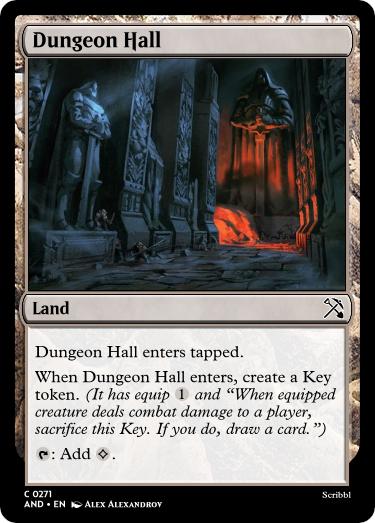 Dungeon Hall
Land
Dungeon Hall enters tapped.
When Dungeon Hall enters, create a Key
token. (It has equip 1 and “When equipped
creature deals combat damage to a player,
sacrifice this Key. If you do, draw a card.”)
: Add .
C 0271
Scribbl
AND • EN Alex Alexandrov